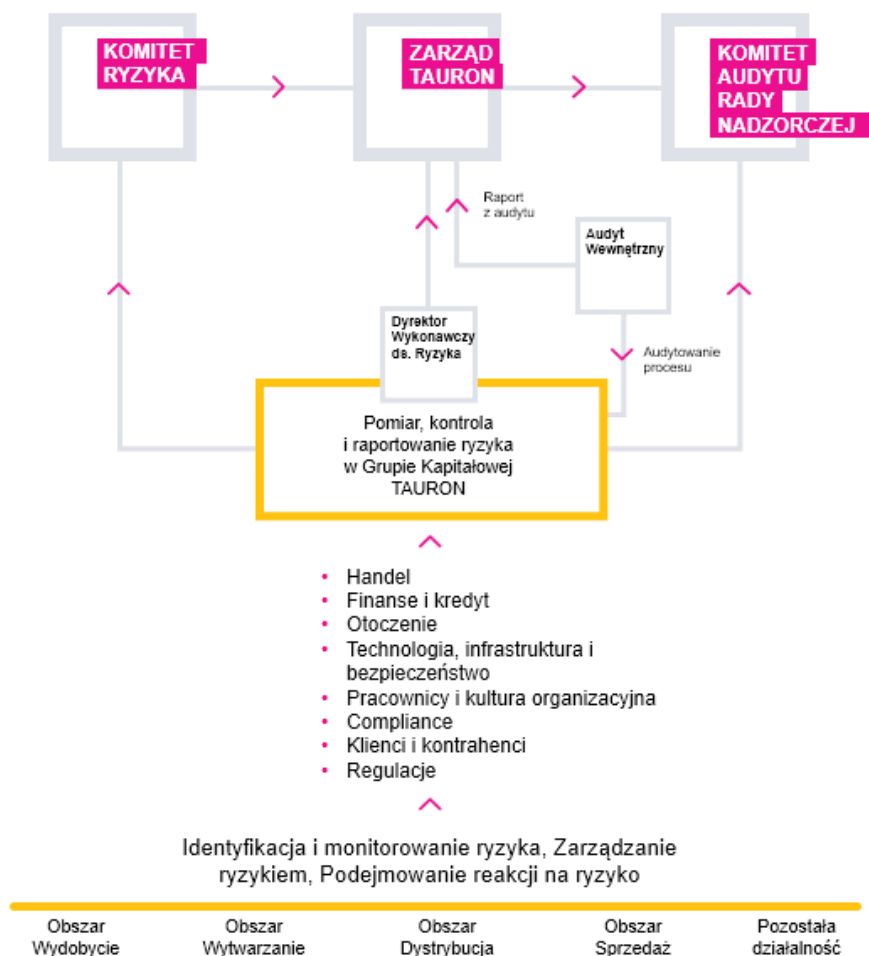 KOMITET
RYZYKA
ZARZĄD
TAURON
KOMITET
AUDYTU
RADY
NADZORCZEJ
Raport
z audytu
Audyt
Wewnętrzny
Dyrektor
Wykonawczy
ds. Ryzyka
Audytowanie
procesu
Pomiar, kontrola
i raportowanie ryzyka
w Grupie Kapitałowej
TAURON
• Handel
• Finanse i kredyt
• Otoczenie
• Technologia, infrastruktura i
bezpieczeństwo
• Pracownicy i kultura organizacyjna
• Compliance
• Klienci i kontrahenci
• Regulacje
Identyfikacja i monitorowanie ryzyka, Zarządzanie
ryzykiem, Podejmowanie reakcji na ryzyko
Obszar
Wydobycie
Obszar
Wytwarzanie
Obszar
Dystrybucja
Obszar
Sprzedaż
Pozostała
działalność